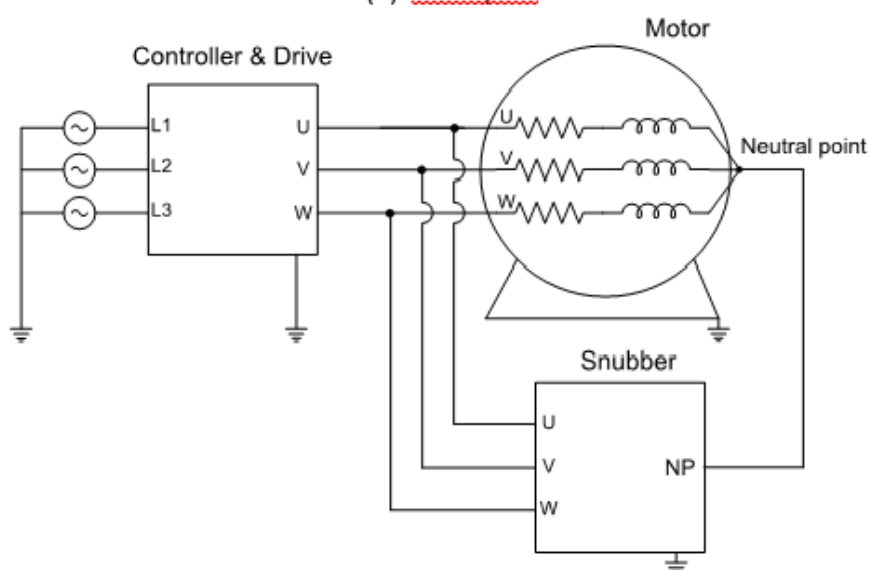 Motor
Controller & Drive
L1
U
U
Neutral point
L2
V
V
L3
W
W
Snubber
U
V
NP
W